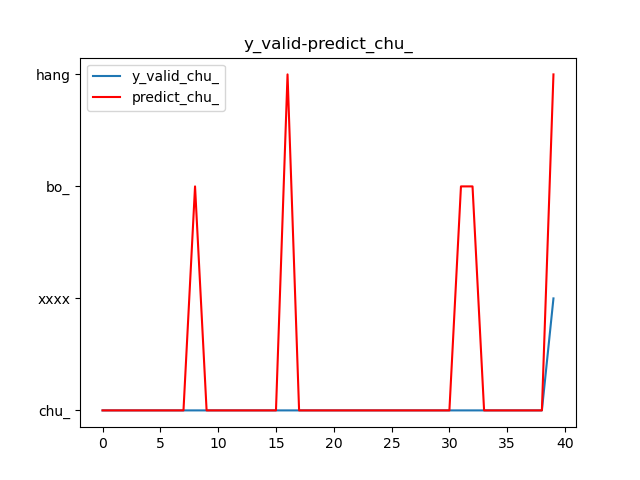 y_valid-predict_chu_
hang
y_valid_chu_
predict_chu_
bo_
xxxx
chu_
0 5 10 15 20 25 30 35 40